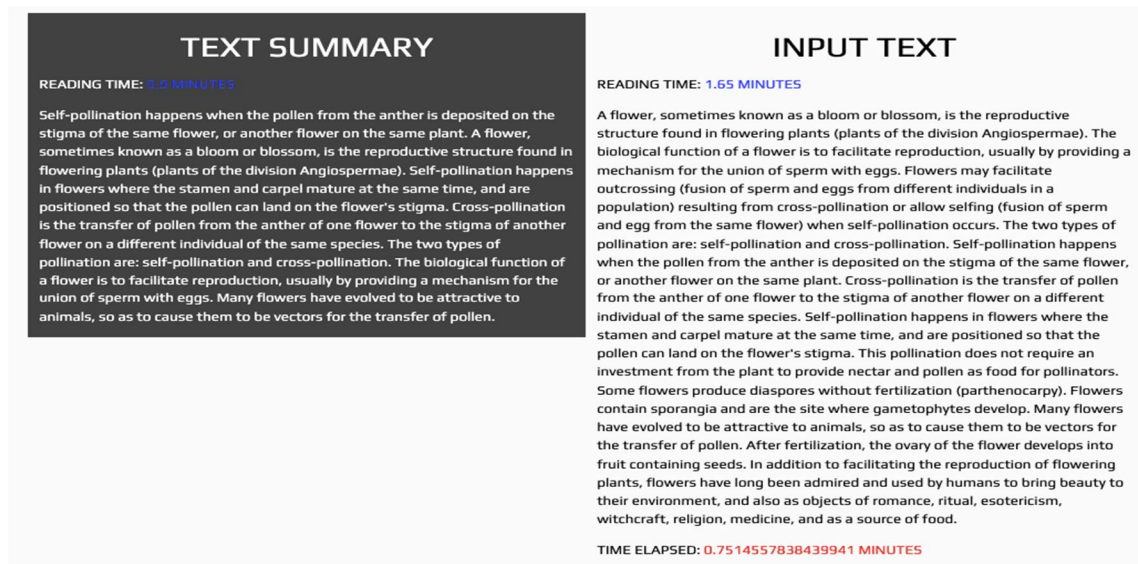 TEXT SUMMARY
READING TIME: 0.9 MINUTES
Self-pollination happens when the pollen from the anther is deposited on the
stigma of the same flower, or another flower on the same plant. A flower,
sometimes known as a bloom or blossom, is the reproductive structure found in
flowering plants (plants of the division Angiospermae). Self-pollination happens
in flowers where the stamen and carpel mature at the same time, and are
positioned so that the pollen can land on the flower's stigma. Cross-pollination
is the transfer of pollen from the anther of one flower to the stigma of another
flower on a different individual of the same species. The two types of
pollination are: self-pollination and cross-pollination. The biological function of
a flower is to facilitate reproduction, usually by providing a mechanism for the
union of sperm with eggs. Many flowers have evolved to be attractive to
animals, so as to cause them to be vectors for the transfer of pollen.
INPUT TEXT
READING TIME: 1.65 MINUTES
A flower, sometimes known as a bloom or blossom, is the reproductive
structure found in flowering plants (plants of the division Angiospermae). The
biological function of a flower is to facilitate reproduction, usually by providing a
mechanism for the union of sperm with eggs. Flowers may facilitate
outcrossing (fusion of sperm and eggs from different individuals in a
population) resulting from cross-pollination or allow selfing (fusion of sperm
and egg from the same flower) when self-pollination occurs. The two types of
pollination are: self-pollination and cross-pollination. Self-pollination happens
when the pollen from the anther is deposited on the stigma of the same flower,
or another flower on the same plant. Cross-pollination is the transfer of pollen
from the anther of one flower to the stigma of another flower on a different
individual of the same species. Self-pollination happens in flowers where the
stamen and carpel mature at the same time, and are positioned so that the
pollen can land on the flower's stigma. This pollination does not require an
investment from the plant to provide nectar and pollen as food for pollinators.
Some flowers produce diaspores without fertilization (parthenocarpy). Flowers
contain sporangia and are the site where gametophytes develop. Many flowers
have evolved to be attractive to animals, so as to cause them to be vectors for
the transfer of pollen. After fertilization, the ovary of the flower develops into
fruit containing seeds. In addition to facilitating the reproduction of flowering
plants, flowers have long been admired and used by humans to bring beauty to
their environment, and also as objects of romance, ritual, esotericism,
witchcraft, religion, medicine, and as a source of food.
TIME ELAPSED: 0.7514557838439941 MINUTES